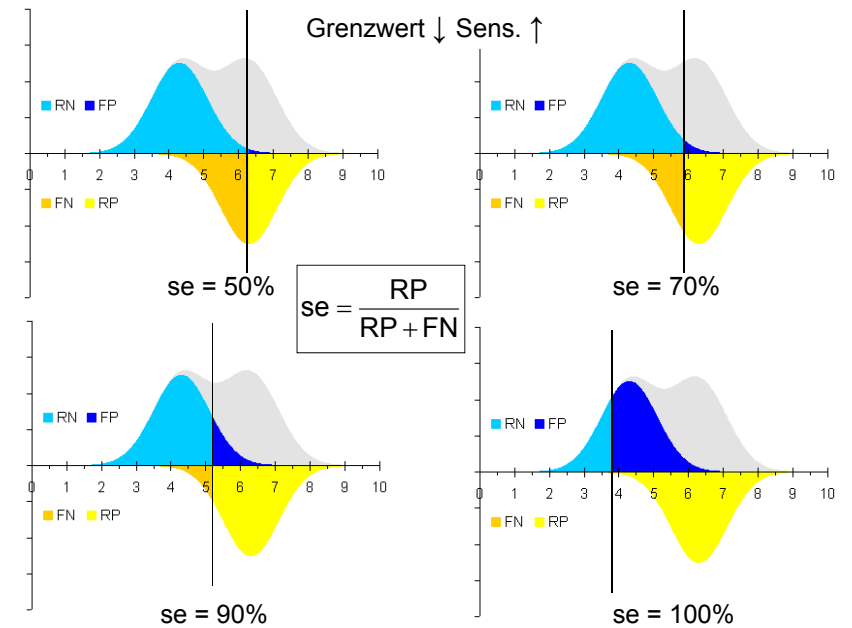 Grenzwert ↓ Sens. ↑
RN FP
0 1 2 3 4 5 6 7 8 9 10
FN RP
se = 50%
RN FP
0 1 2 3 4 5 6 7 8 9 10
FN RP
se = 70%
se = RP / RP + FN
RN FP
0 1 2 3 4 5 6 7 8 9 10
FN RP
se = 90%
RN FP
0 1 2 3 4 5 6 7 8 9 10
FN RP
se = 100%